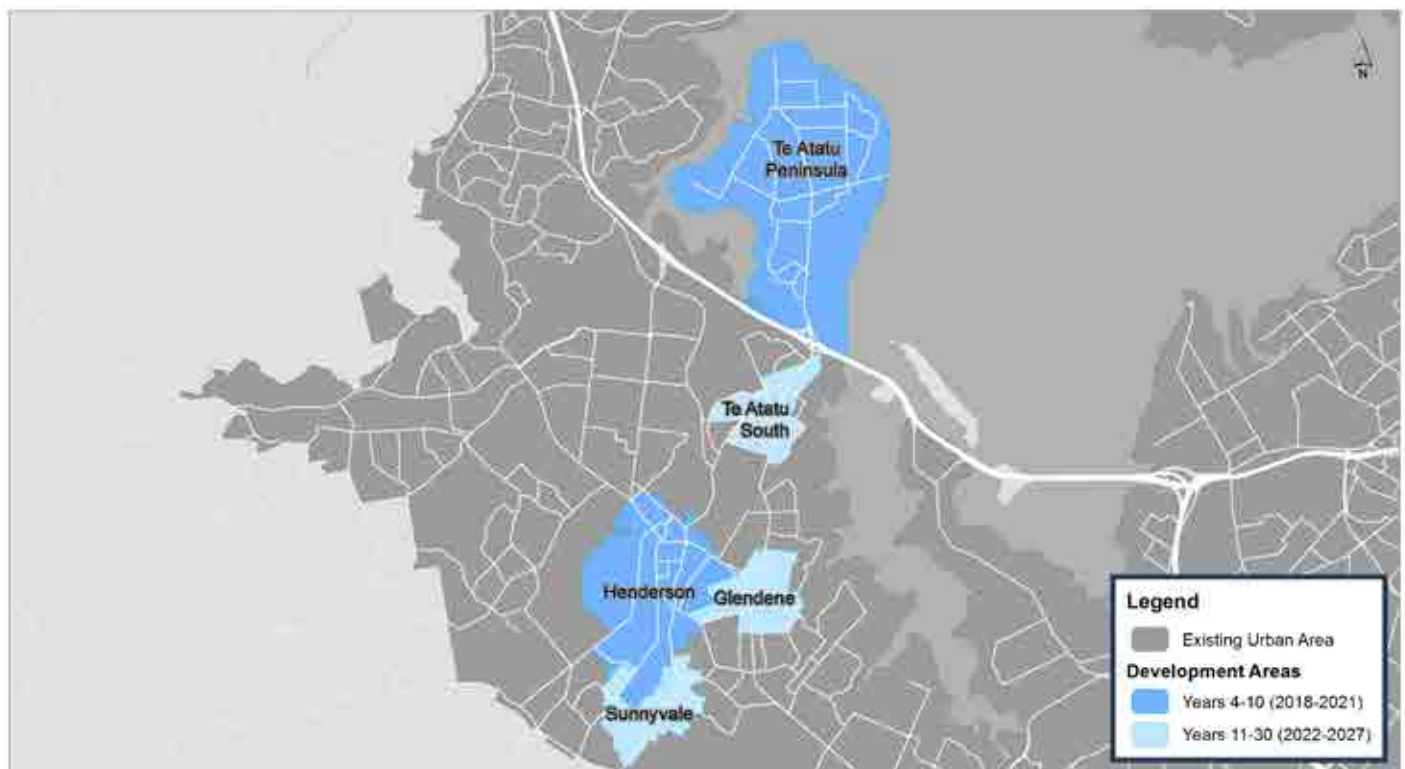 N
Te Atatu
Peninsula
Te Atatu
South
Henderson
Glendene
Sunnyvale
Legend
Existing Urban Area
Development Areas
Years 4-10 (2018-2021)
Years 11-30 (2022-2027)